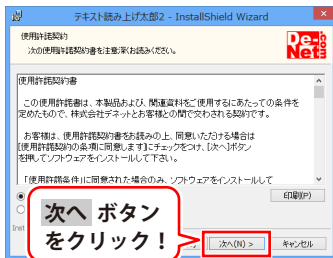 テキスト読み上げ太郎2 - InstallShield Wizard
使用許諾契約
次の使用許諾契約書を注意深くお読みください。
De-
Net
使用許諾契約書
この使用許諾書は、本製品および、関連資料をご使用するにあたっての条件を
定めたもので、株式会社デネットとお客様との間で交わされる契約です。
お客様は、使用許諾契約書をお読みの上、同意いただける場合は
[使用許諾契約の条項に同意します]にチェックをつけ、[次へ]ボタン
を押してソフトウェアをインストールして下さい。
「使用許諾条件」に同意された場合のみ、ソフトウェアをインストールして
印刷(P)
次へ ボタン
をクリック！
Inst
次へ(N) >
キャンセル